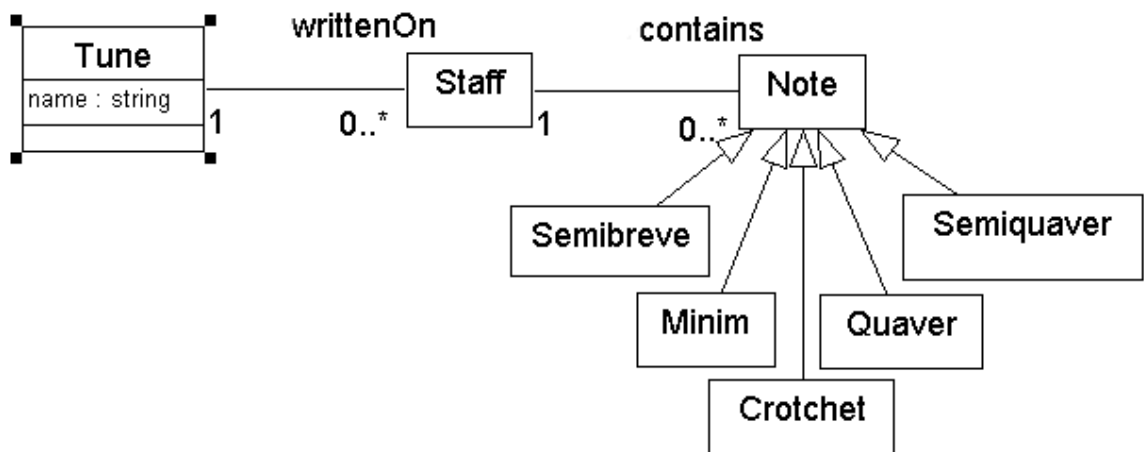 writtenOn
contains
Tune
name : string
1
0..*
Staff
1
0..*
Note
Semibreve
Semiquaver
Minim
Quaver
Crotchet